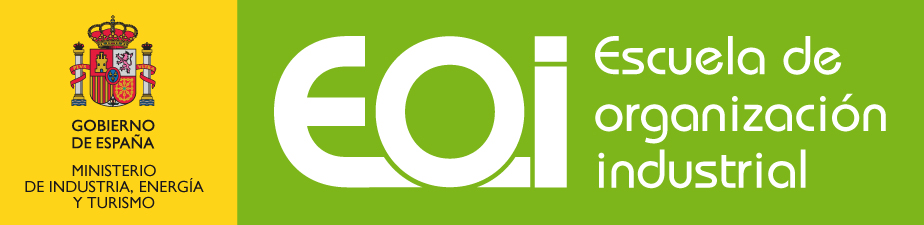 GOBIERNO
DE ESPAÑA
MINISTERIO
DE INDUSTRIA, ENERGÍA
Y TURISMO
EOi
Escuela de
organización
industrial